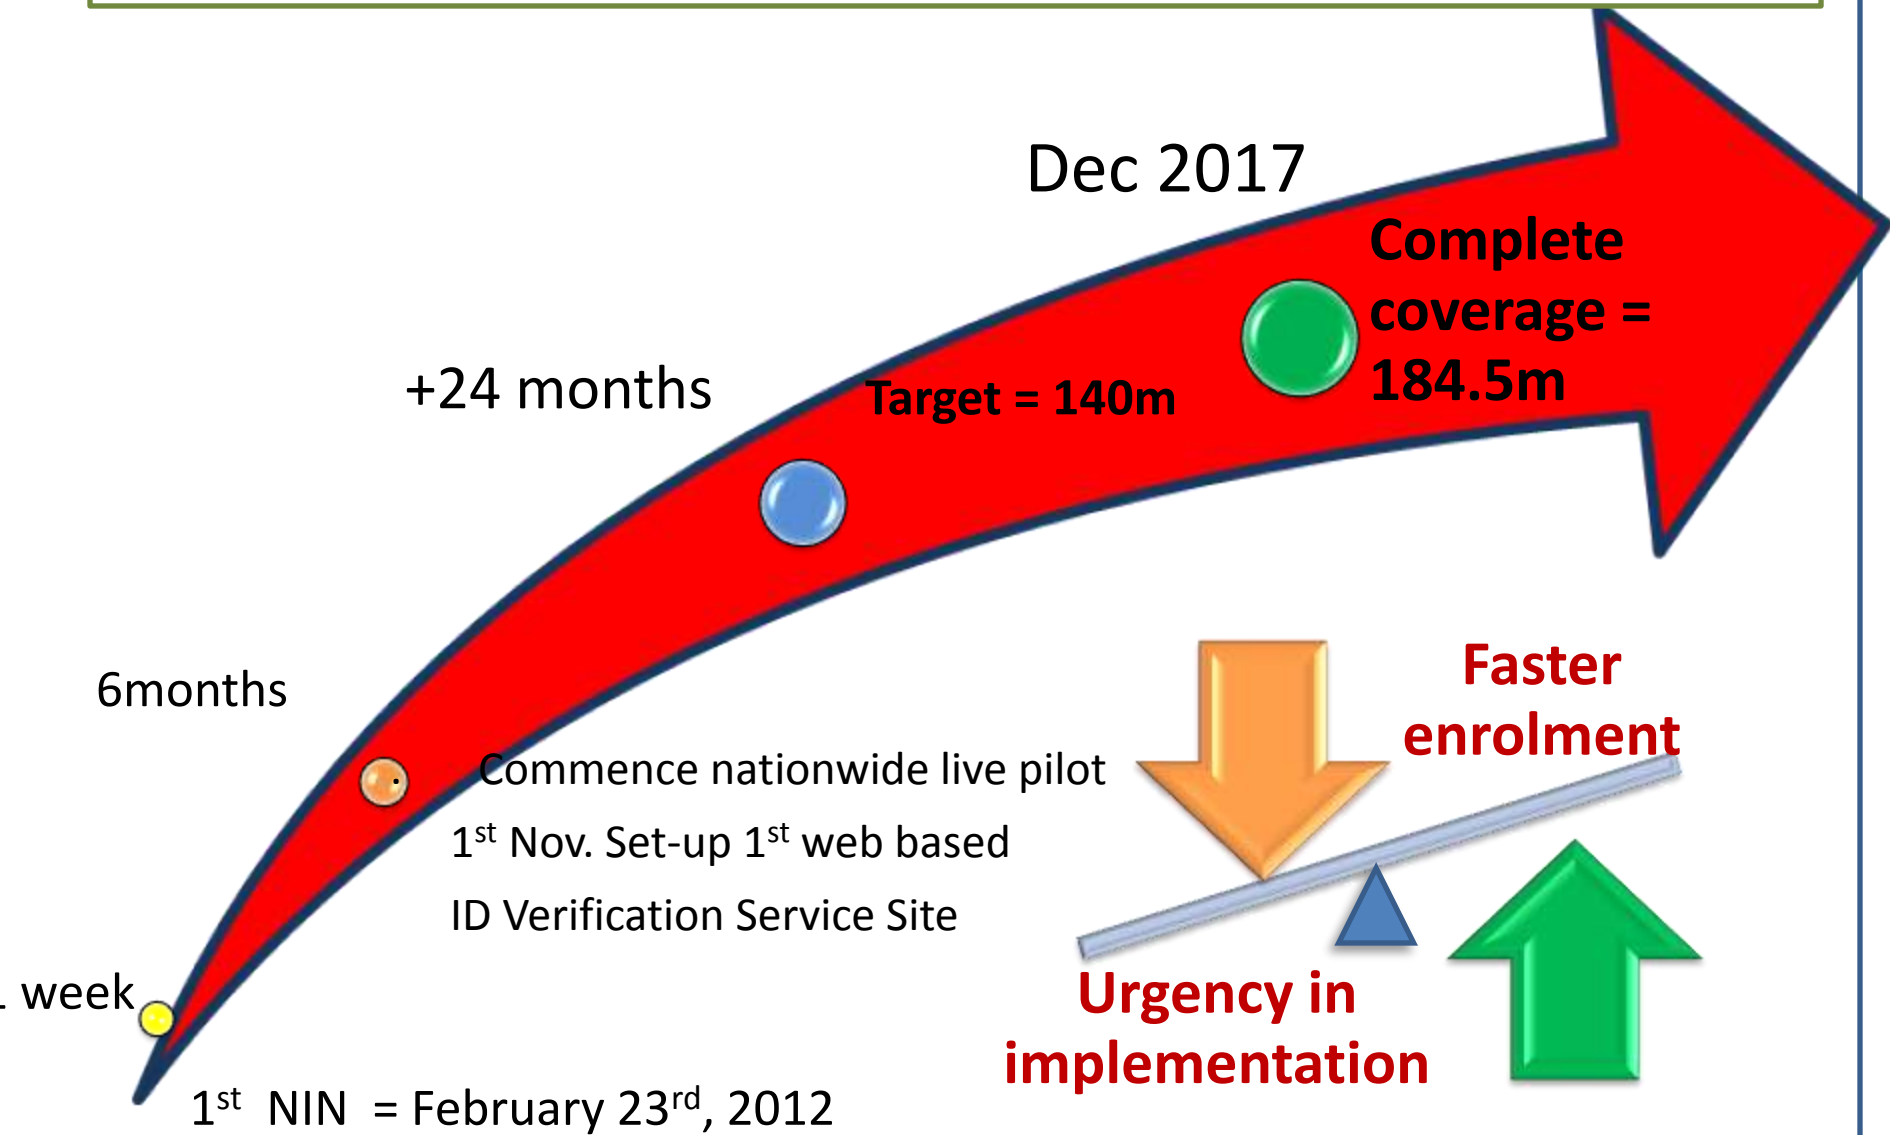 Dec 2017
Complete
coverage =
184.5m
+24 months
Target = 140m
6months
Faster
enrolment
. Commence nationwide live pilot
1st Nov. Set-up 1st web based
ID Verification Service Site
week
Urgency in
implementation
1st NIN = February 23rd, 2012